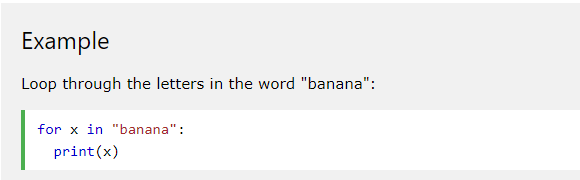 Example
Loop through the letters in the word "banana":
for x in "banana":
  print(x)